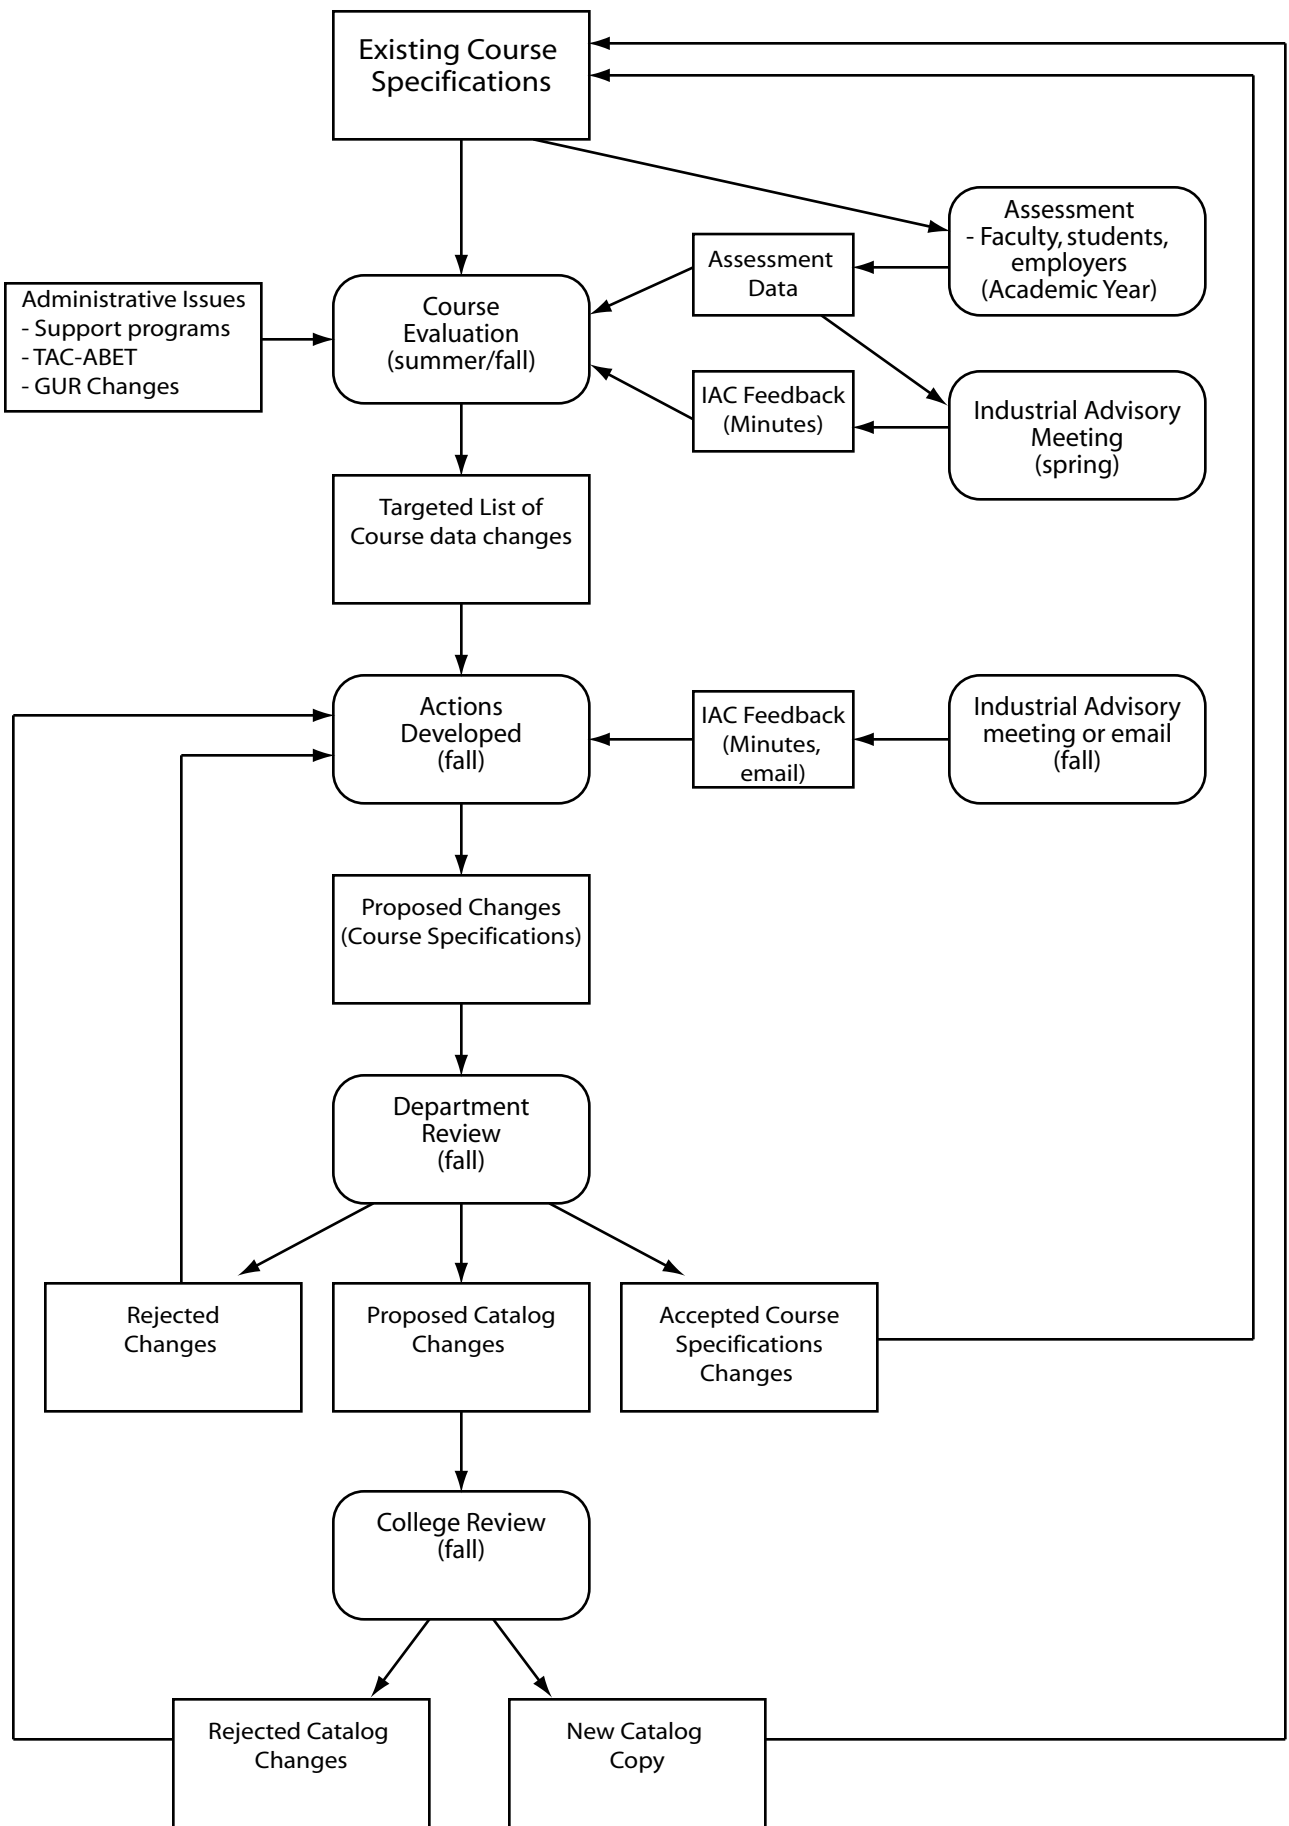 Existing Course
Specifications
Assessment
- Faculty, students,
employers
(Academic Year)
Assessment
Data
Administrative Issues
- Support programs
- TAC-ABET
- GUR Changes
Course
Evaluation
(summer/fall)
IAC Feedback
(Minutes)
Industrial Advisory
Meeting
(spring)
Targeted List of
Course data changes
Actions
Developed
(fall)
IAC Feedback
(Minutes,
email)
Industrial Advisory
meeting or email
(fall)
Proposed Changes
(Course Specifications)
Department
Review
(fall)
Rejected
Changes
Proposed Catalog
Changes
Accepted Course
Specifications
Changes
College Review
(fall)
Rejected Catalog
Changes
New Catalog
Copy